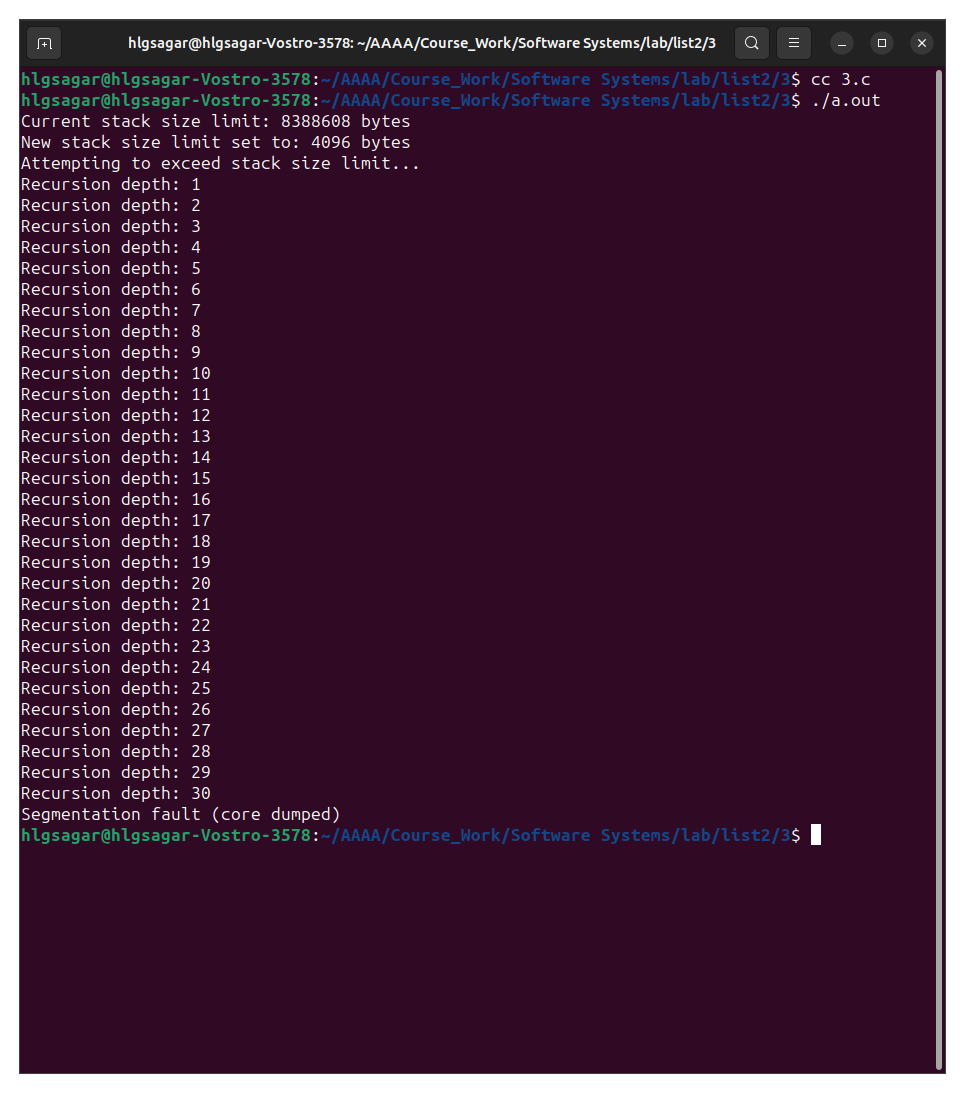 hlgsagar@hlgsagar-Vostro-3578: ~/AAAA/Course_Work/Software Systems/lab/list2/3
hlgsagar@hlgsagar-Vostro-3578:~/AAAA/Course_Work/Software Systems/lab/list2/3$ cc 3.c
hlgsagar@hlgsagar-Vostro-3578:~/AAAA/Course_Work/Software Systems/lab/list2/3$ ./a.out
Current stack size limit: 8388608 bytes
New stack size limit set to: 4096 bytes
Attempting to exceed stack size limit...
Recursion depth: 1
Recursion depth: 2
Recursion depth: 3
Recursion depth: 4
Recursion depth: 5
Recursion depth: 6
Recursion depth: 7
Recursion depth: 8
Recursion depth: 9
Recursion depth: 10
Recursion depth: 11
Recursion depth: 12
Recursion depth: 13
Recursion depth: 14
Recursion depth: 15
Recursion depth: 16
Recursion depth: 17
Recursion depth: 18
Recursion depth: 19
Recursion depth: 20
Recursion depth: 21
Recursion depth: 22
Recursion depth: 23
Recursion depth: 24
Recursion depth: 25
Recursion depth: 26
Recursion depth: 27
Recursion depth: 28
Recursion depth: 29
Recursion depth: 30
Segmentation fault (core dumped)
hlgsagar@hlgsagar-Vostro-3578:~/AAAA/Course_Work/Software Systems/lab/list2/3$